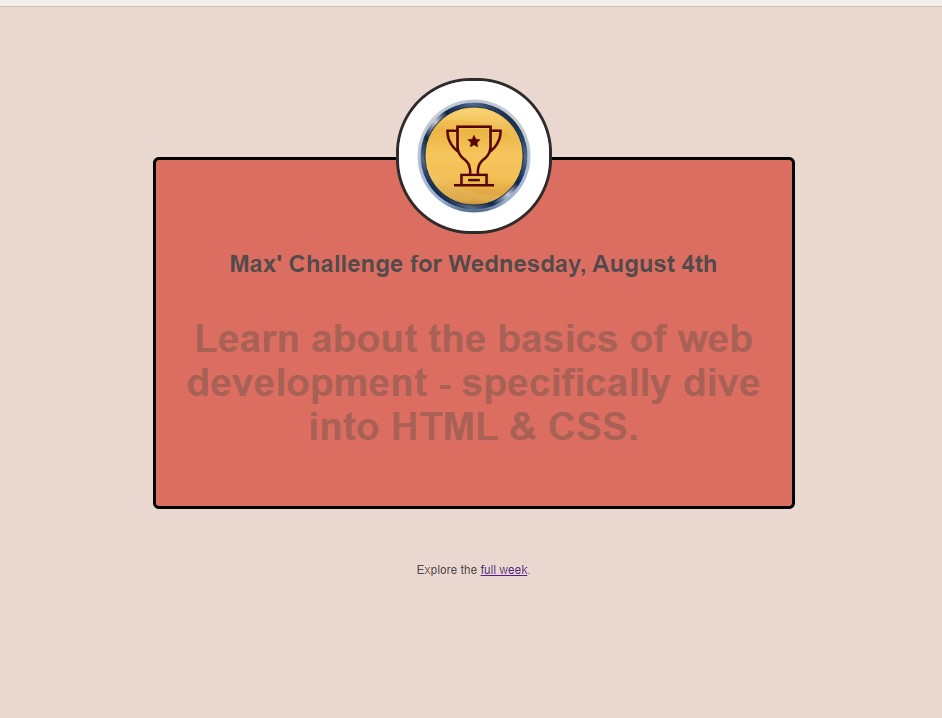 Max' Challenge for Wednesday, August 4th
Learn about the basics of web
development - specifically dive
into HTML & CSS.
Explore the full week.